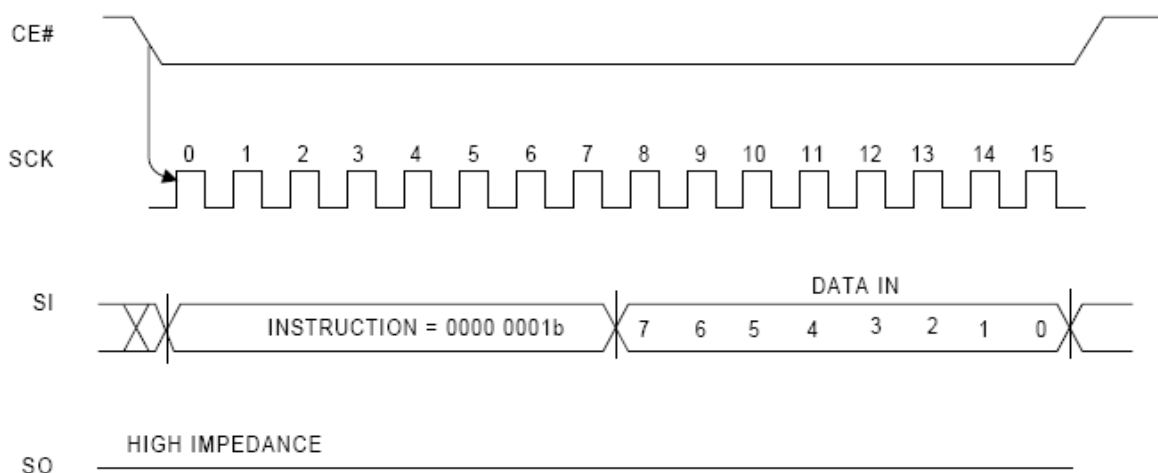 CE#
SCK
0 1 2 3 4 5 6 7 8 9 10 11 12 13 14 15
DATA IN
SI
INSTRUCTION = 0000 0001b 7 6 5 4 3 2 1 0
HIGH IMPEDANCE
SO